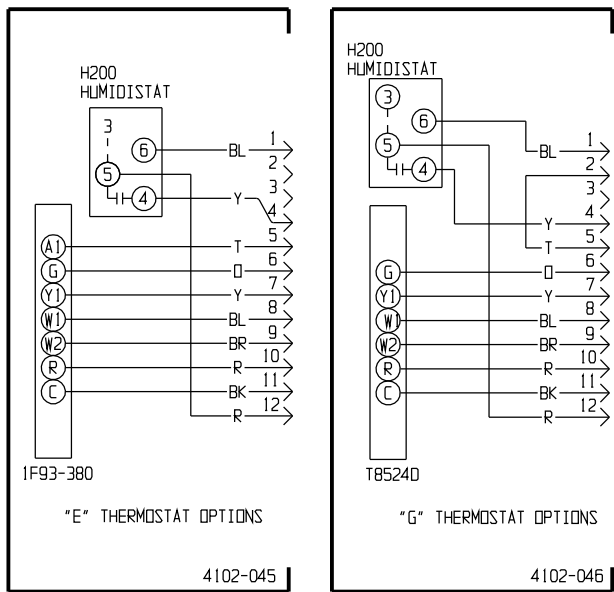 H200
HUMIDISTAT
3
6
5
4
BL 1
2
3
Y 4
A1 T 5
G O 6
Y1 Y 7
W1 BL 8
W2 BR 9
R R 10
C BK 11
R 12
1F93-380
"E" THERMOSTAT OPTIONS
4102-045
H200
HUMIDISTAT
3
6
5
4
BL 1
2
3
Y 4
T 5
G O 6
Y1 Y 7
W1 BL 8
W2 BR 9
R R 10
C BK 11
R 12
T8524D
"G" THERMOSTAT OPTIONS
4102-046